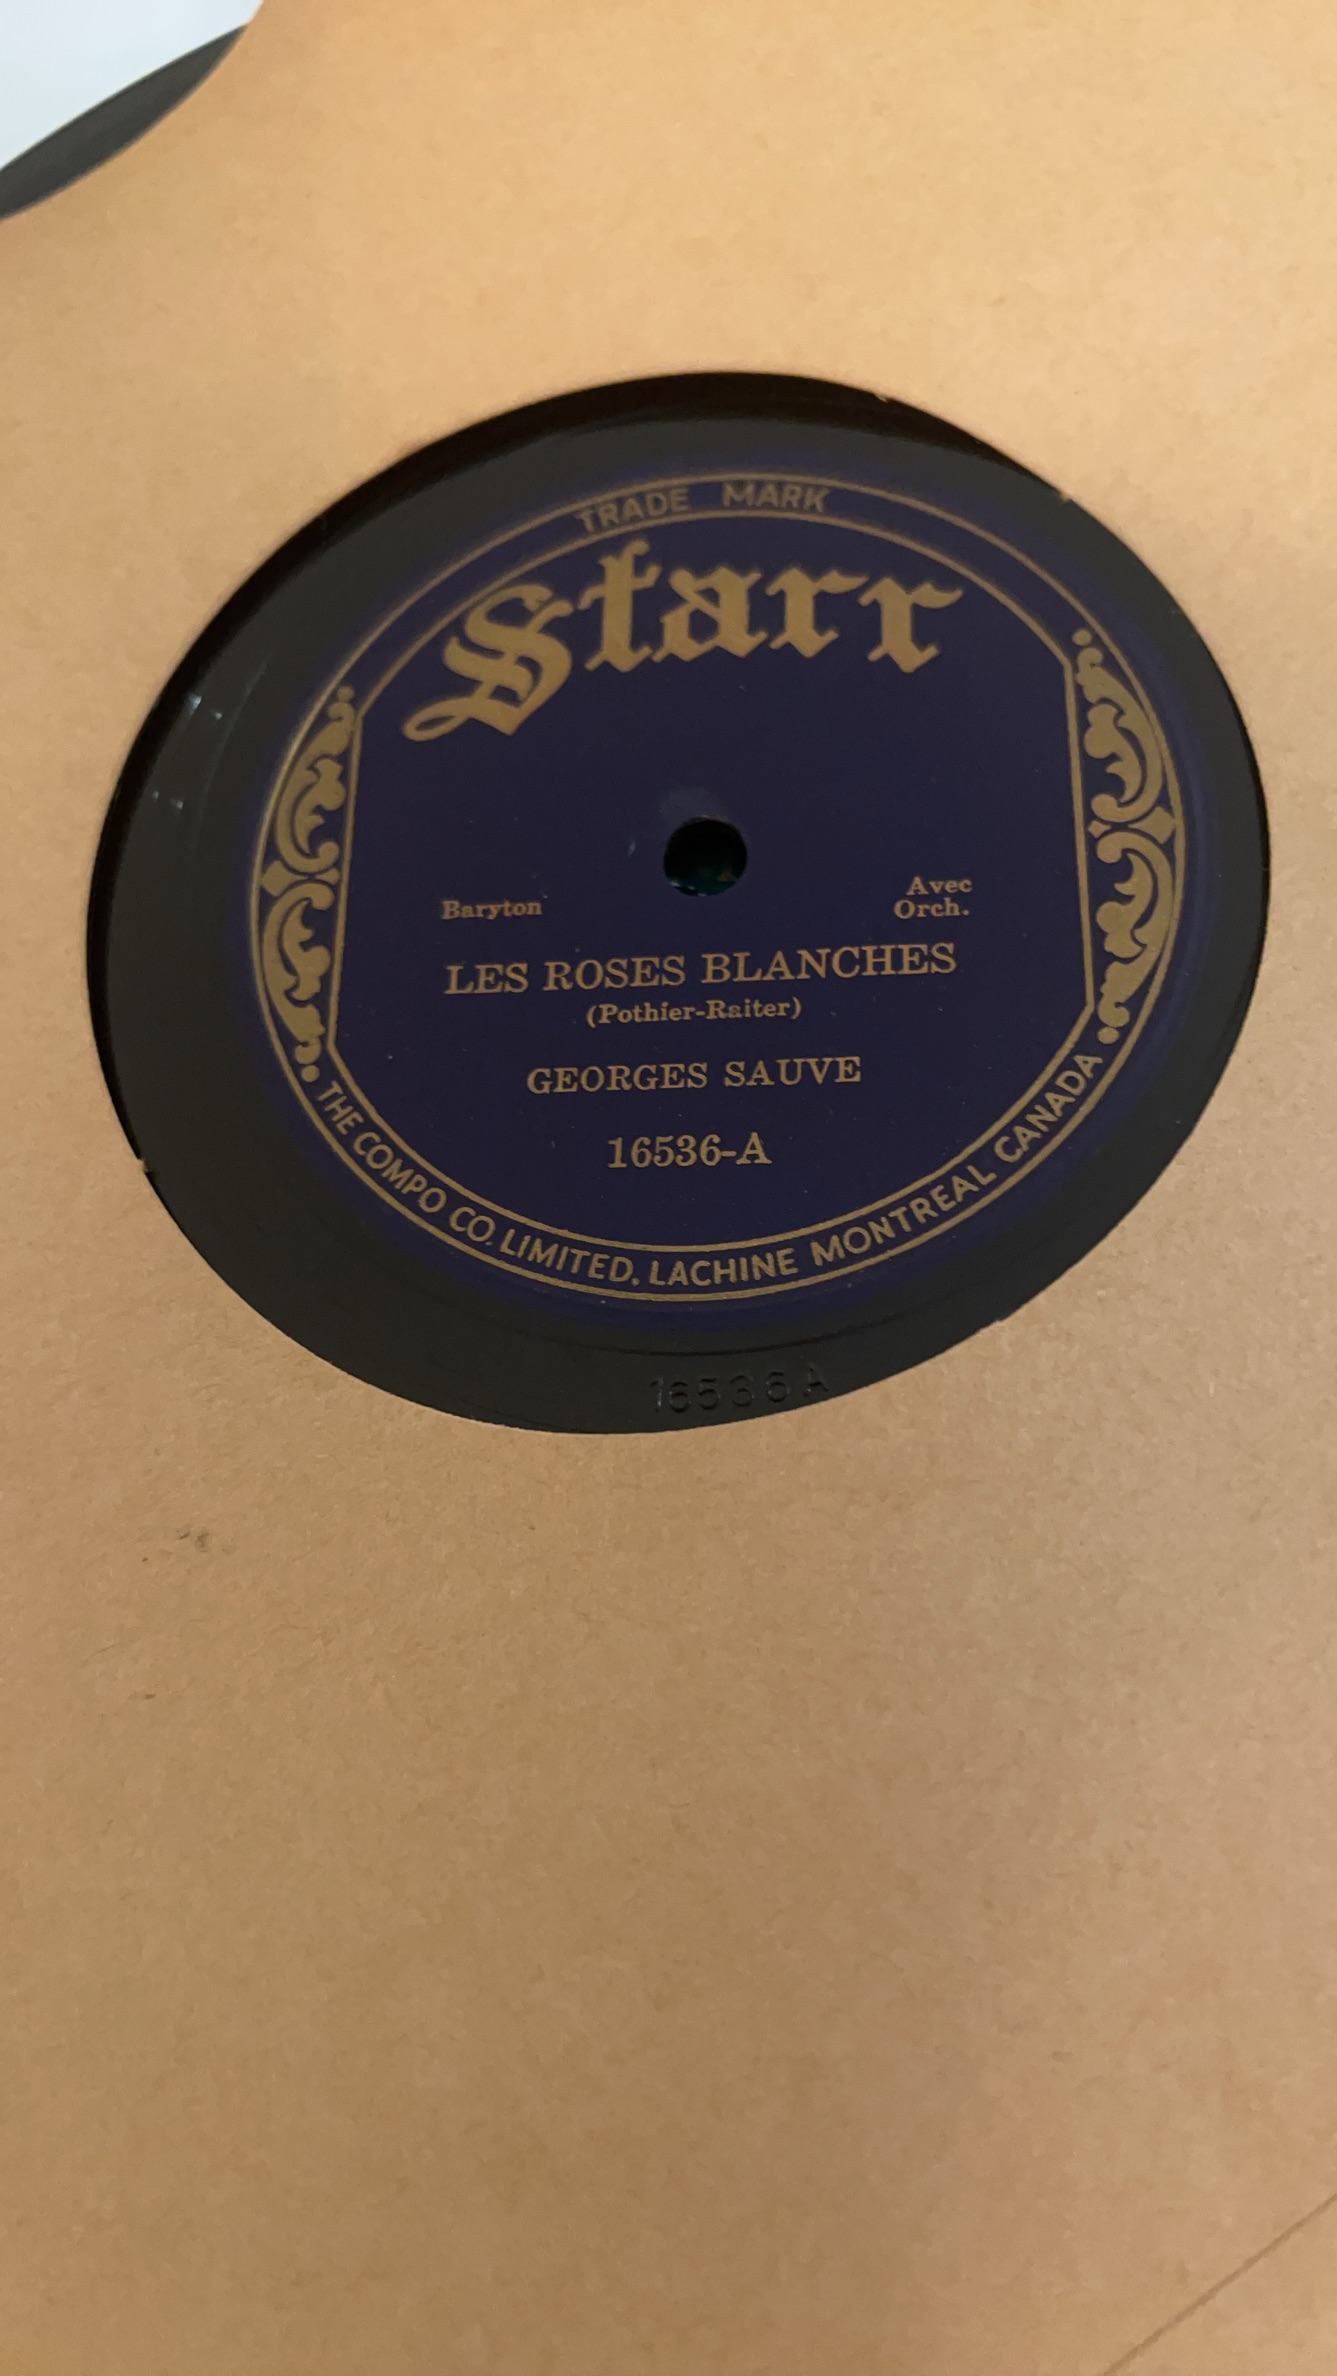 TRADE MARK
Starr
Baryton
Avec
Orch.
LES ROSES BLANCHES
(Pothier-Raiter)
GEORGES SAUVE
16536-A
THE COMPO CO. LIMITED, LACHINE MONTREAL CANADA
16536A